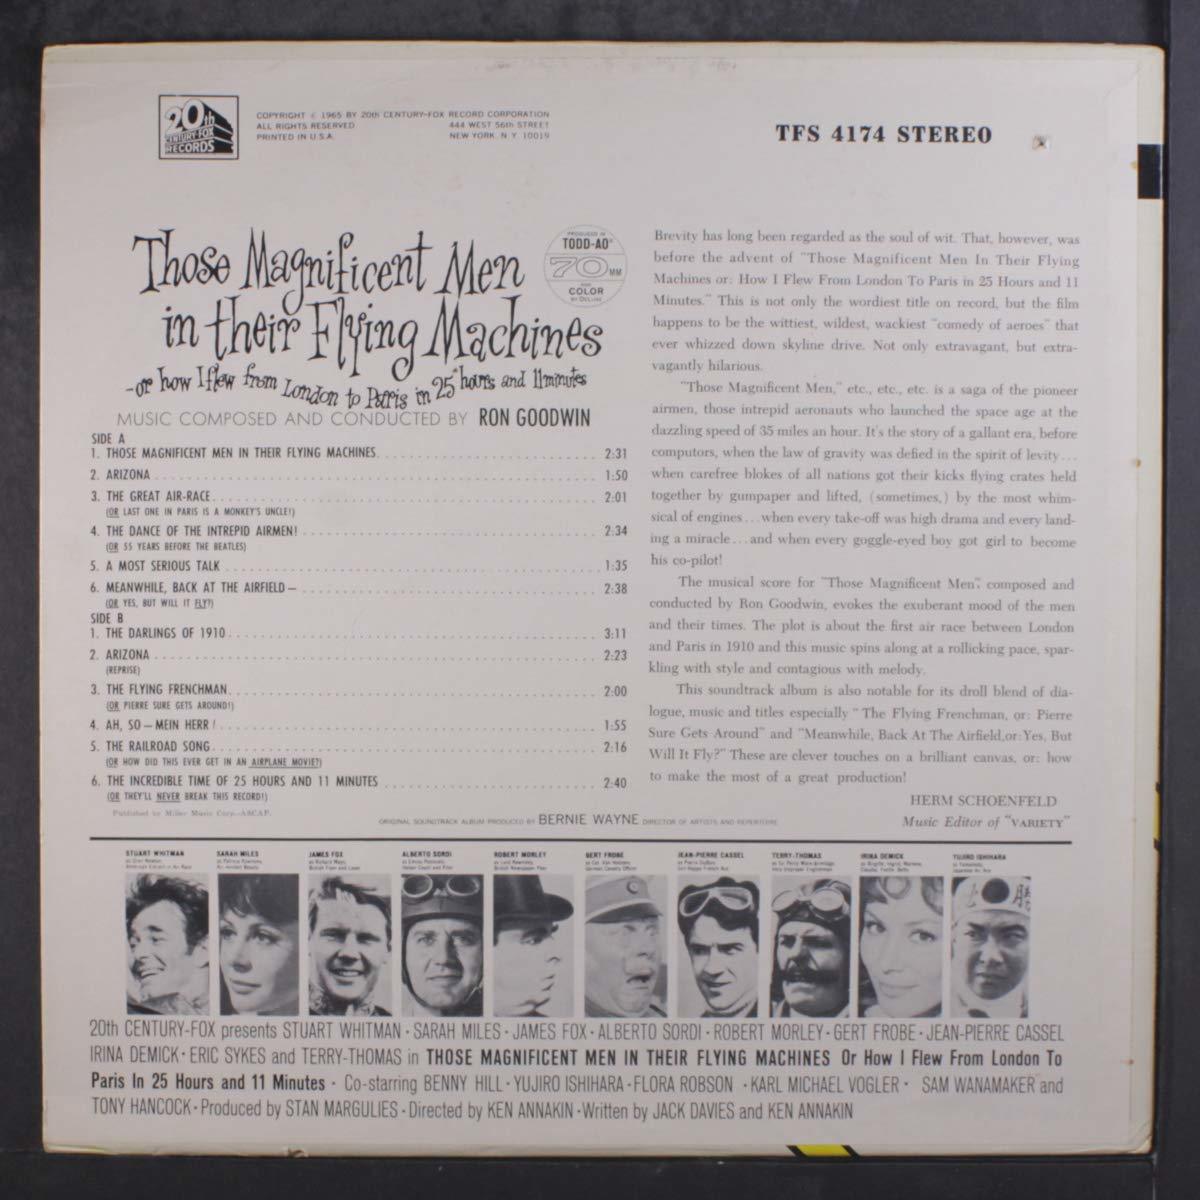 20th
CENTURY-FOX
RECORDS
COPYRIGHT © 1965 BY 20th CENTURY-FOX RECORD CORPORATION
ALL RIGHTS RESERVED 444 WEST 56th STREET
PRINTED IN U.S.A. NEW YORK, N.Y. 10019
TFS 4174 STEREO
Those Magnificent Men
in their Flying Machines
-or how I flew from London to Paris in 25 hours and 11 minutes
PRODUCED IN
TODD-AO®
70 MM
AND
COLOR
BY DELUXE
MUSIC COMPOSED AND CONDUCTED BY RON GOODWIN
SIDE A
1. THOSE MAGNIFICENT MEN IN THEIR FLYING MACHINES 2:31
2. ARIZONA 1:50
3. THE GREAT AIR-RACE 2:01
(OR LAST ONE IN PARIS IS A MONKEY'S UNCLE!)
4. THE DANCE OF THE INTREPID AIRMEN! 2:34
(OR 55 YEARS BEFORE THE BEATLES)
5. A MOST SERIOUS TALK 1:35
6. MEANWHILE, BACK AT THE AIRFIELD— 2:38
(OR YES, BUT WILL IT FLY?)
SIDE B
1. THE DARLINGS OF 1910 3:11
2. ARIZONA 2:23
(REPRISE)
3. THE FLYING FRENCHMAN 2:00
(OR PIERRE SURE GETS AROUND!)
4. AH, SO — MEIN HERR! 1:55
5. THE RAILROAD SONG 2:16
(OR HOW DID THIS EVER GET IN AN AIRPLANE MOVIE?)
6. THE INCREDIBLE TIME OF 25 HOURS AND 11 MINUTES 2:40
(OR THEY'LL NEVER BREAK THIS RECORD!)
Published by Miller Music Corp.-ASCAP.
ORIGINAL SOUNDTRACK ALBUM PRODUCED BY BERNIE WAYNE DIRECTOR OF ARTISTS AND REPERTOIRE
Brevity has long been regarded as the soul of wit. That, however, was
before the advent of "Those Magnificent Men In Their Flying
Machines or: How I Flew From London To Paris in 25 Hours and 11
Minutes." This is not only the wordiest title on record, but the film
happens to be the wittiest, wildest, wackiest "comedy of aeroes" that
ever whizzed down skyline drive. Not only extravagant, but extra-
vagantly hilarious.
"Those Magnificent Men," etc., etc., etc. is a saga of the pioneer
airmen, those intrepid aeronauts who launched the space age at the
dazzling speed of 35 miles an hour. It's the story of a gallant era, before
computors, when the law of gravity was defied in the spirit of levity...
when carefree blokes of all nations got their kicks flying crates held
together by gumpaper and lifted, (sometimes,) by the most whim-
sical of engines...when every take-off was high drama and every land-
ing a miracle...and when every goggle-eyed boy got girl to become
his co-pilot!
The musical score for "Those Magnificent Men", composed and
conducted by Ron Goodwin, evokes the exuberant mood of the men
and their times. The plot is about the first air race between London
and Paris in 1910 and this music spins along at a rollicking pace, spar-
kling with style and contagious with melody.
This soundtrack album is also notable for its droll blend of dia-
logue, music and titles especially "The Flying Frenchman, or: Pierre
Sure Gets Around" and "Meanwhile, Back At The Airfield,or:Yes, But
Will It Fly?" These are clever touches on a brilliant canvas, or: how
to make the most of a great production!
HERM SCHOENFELD
Music Editor of "VARIETY"
STUART WHITMAN
SARAH MILES
JAMES FOX
ALBERTO SORDI
ROBERT MORLEY
GERT FROBE
JEAN-PIERRE CASSEL
TERRY-THOMAS
IRINA DEMICK
YUJIRO ISHIHARA
20th CENTURY-FOX presents STUART WHITMAN · SARAH MILES · JAMES FOX · ALBERTO SORDI · ROBERT MORLEY · GERT FROBE · JEAN-PIERRE CASSEL
IRINA DEMICK · ERIC SYKES and TERRY-THOMAS in THOSE MAGNIFICENT MEN IN THEIR FLYING MACHINES Or How I Flew From London To
Paris In 25 Hours and 11 Minutes · Co-starring BENNY HILL · YUJIRO ISHIHARA · FLORA ROBSON · KARL MICHAEL VOGLER · SAM WANAMAKER and
TONY HANCOCK · Produced by STAN MARGULIES · Directed by KEN ANNAKIN · Written by JACK DAVIES and KEN ANNAKIN